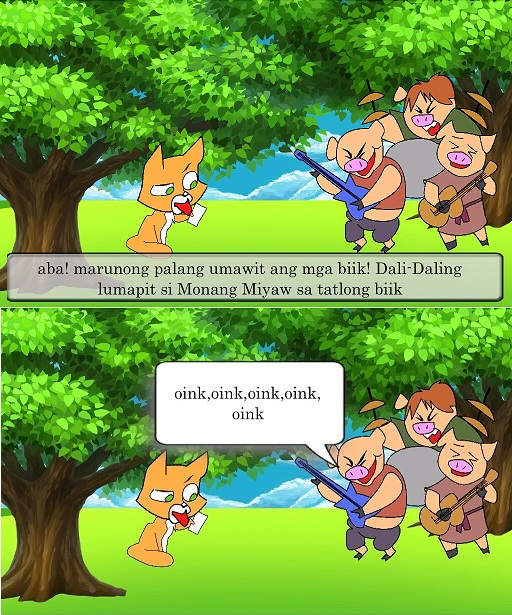 aba! marunong palang umawit ang mga biik! Dali-Daling
lumapit si Monang Miyaw sa tatlong biik
oink,oink,oink,oink,
oink